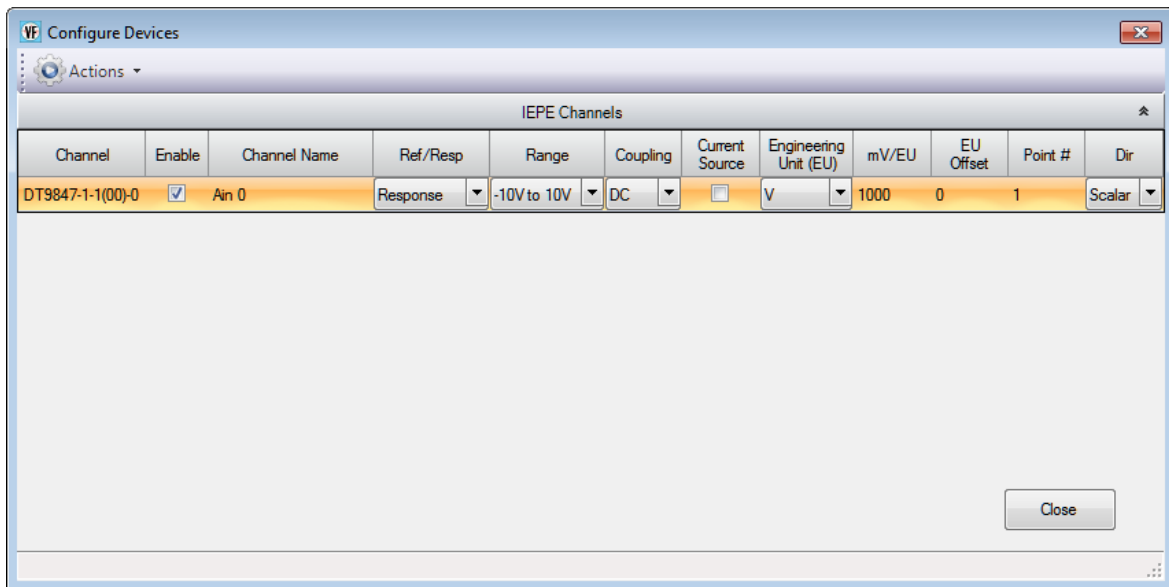 VF Configure Devices
Actions
IEPE Channels
Channel Enable Channel Name Ref/Resp Range Coupling Current Source Engineering Unit (EU) mV/EU EU Offset Point # Dir
DT9847-1-1(00)-0 Ain 0 Response -10V to 10V DC V 1000 0 1 Scalar
Close